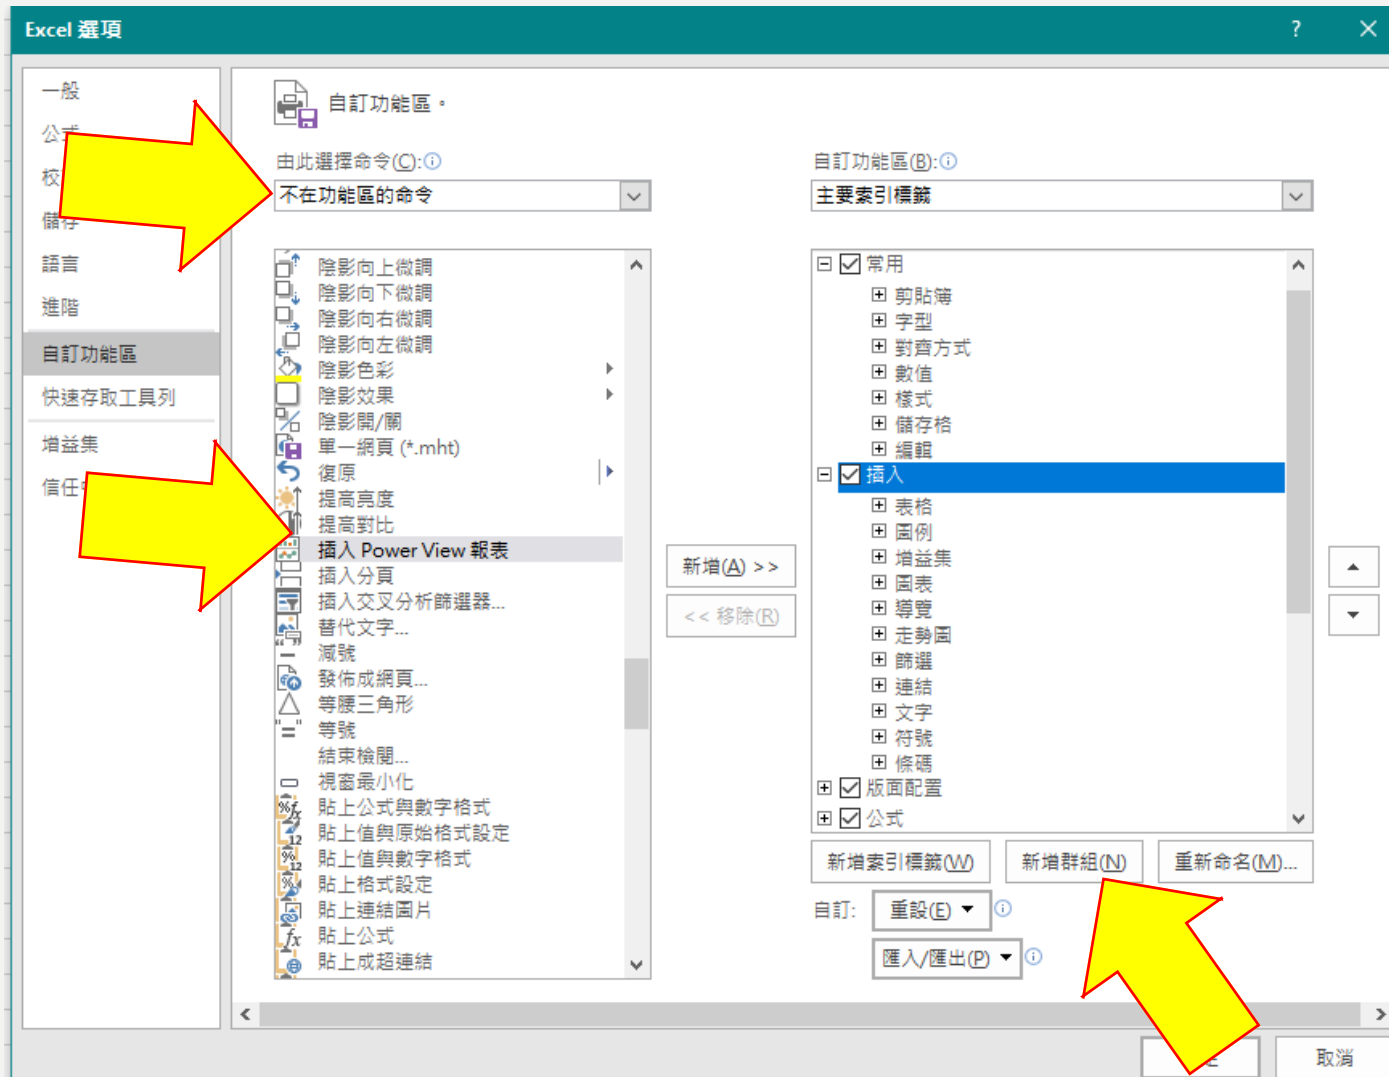 Excel 選項
?
一般
公式
儲存
語言
進階
自訂功能區
快速存取工具列
增益集
自訂功能區。
由此選擇命令(C):
不在功能區的命令
陰影向上微調
陰影向下微調
陰影向右微調
陰影向左微調
陰影色彩
陰影效果
陰影開/關
單一網頁 (*.mht)
復原
提高亮度
提高對比
插入 Power View 報表
插入分頁
插入交叉分析篩選器...
替代文字...
減號
發佈成網頁...
等腰三角形
等號
結束檢閱...
視窗最小化
貼上公式與數字格式
貼上值與原始格式設定
貼上值與數字格式
貼上格式設定
貼上連結圖片
貼上公式
貼上成超連結
新增(A) >>
<< 移除(R)
自訂功能區(B):
主要索引標籤
常用
剪貼簿
字型
對齊方式
數值
樣式
儲存格
編輯
插入
表格
圖例
增益集
圖表
導覽
走勢圖
篩選
連結
文字
符號
條碼
版面配置
公式
新增索引標籤(W) 新增群組(N) 重新命名(M)...
自訂: 重設(E)
匯入/匯出(P)
取消